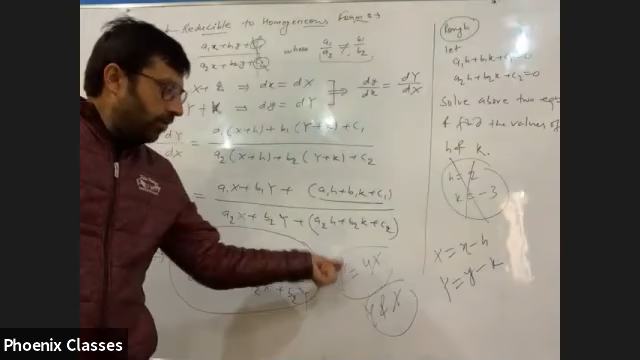 Reducible to Homogeneous Form :→
a₁x + b₁y +
a₂x + b₂y +
where a₁/a₂ ≠ b₁/b₂
⇒ dx = dX
Y + k ⇒ dy = dY
⇒ dy/dx = dY/dX
dY/dX = a₁(X+h) + b₁(Y+k) + c₁
a₂(X+h) + b₂(Y+k) + c₂
= a₁X + b₁Y + (a₁h + b₁k + c₁)
a₂X + b₂Y + (a₂h + b₂k + c₂)
= uX
Y & X
Rough
let
a₁h + b₁k + c₁ = 0
a₂h + b₂k + c₂ = 0
Solve above two eqn
& find the values of
h & k.
h = 2
k = -3
X = x - h
Y = y - k
Phoenix Classes